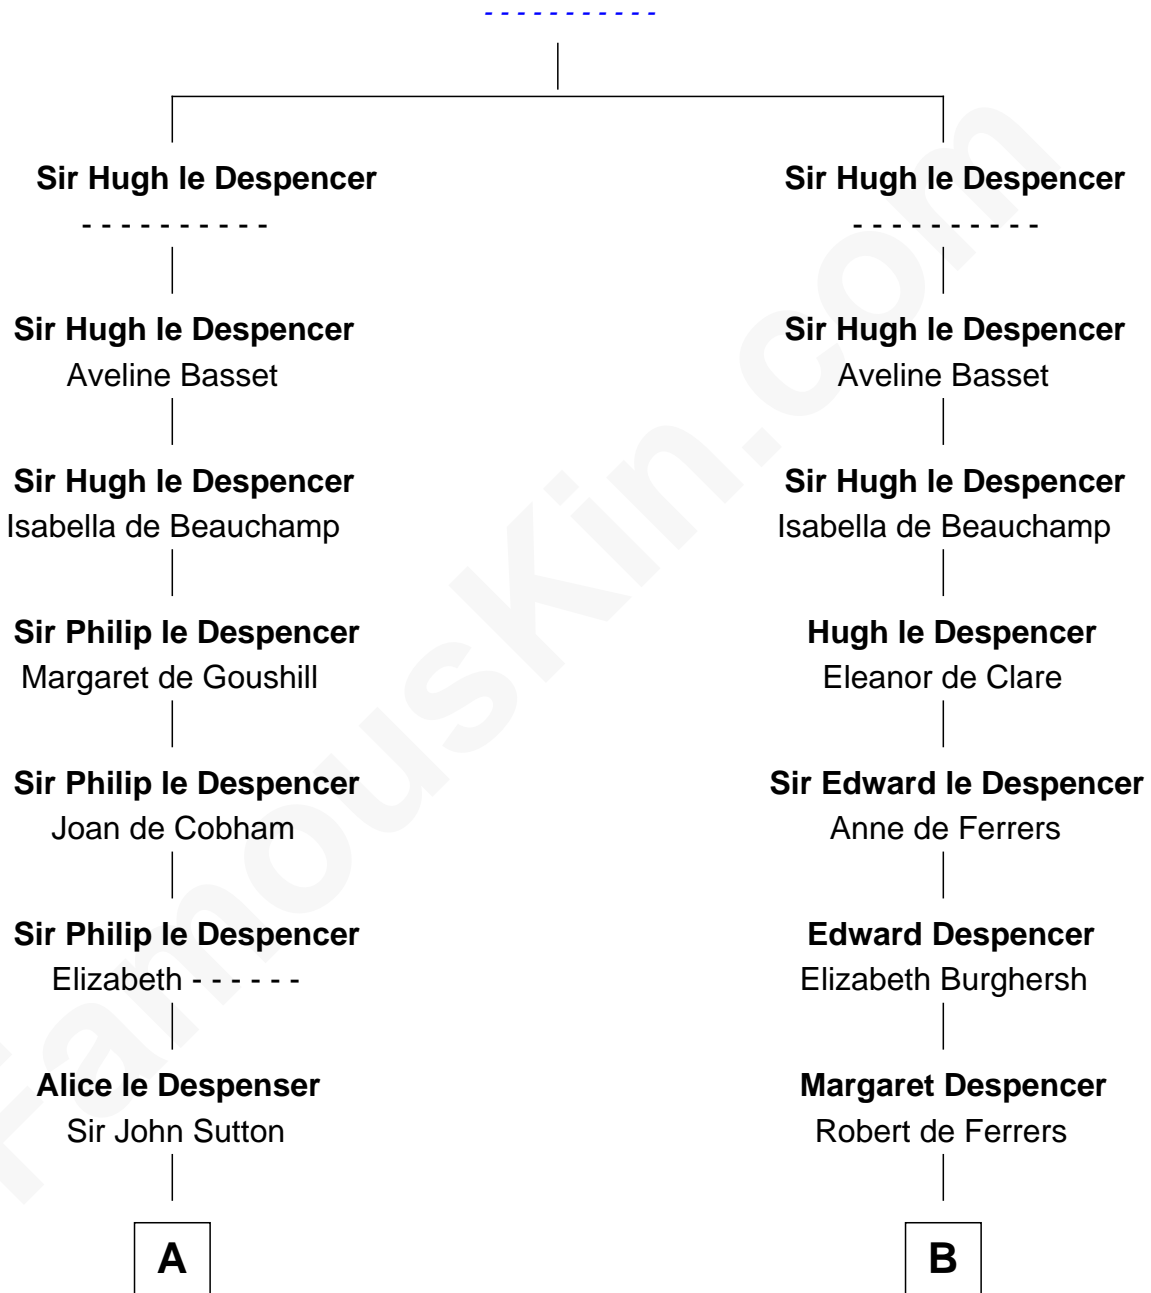 - - - - - - - - - - -
Sir Hugh le Despencer
- - - - - - - - - -
Sir Hugh le Despencer
Aveline Basset
Sir Hugh le Despencer
Isabella de Beauchamp
Sir Philip le Despencer
Margaret de Goushill
Sir Philip le Despencer
Joan de Cobham
Sir Philip le Despencer
Elizabeth - - - - - -
Alice le Despenser
Sir John Sutton
A
Sir Hugh le Despencer
- - - - - - - - - -
Sir Hugh le Despencer
Aveline Basset
Sir Hugh le Despencer
Isabella de Beauchamp
Hugh le Despencer
Eleanor de Clare
Sir Edward le Despencer
Anne de Ferrers
Edward Despencer
Elizabeth Burghersh
Margaret Despencer
Robert de Ferrers
B
FamousKin.com